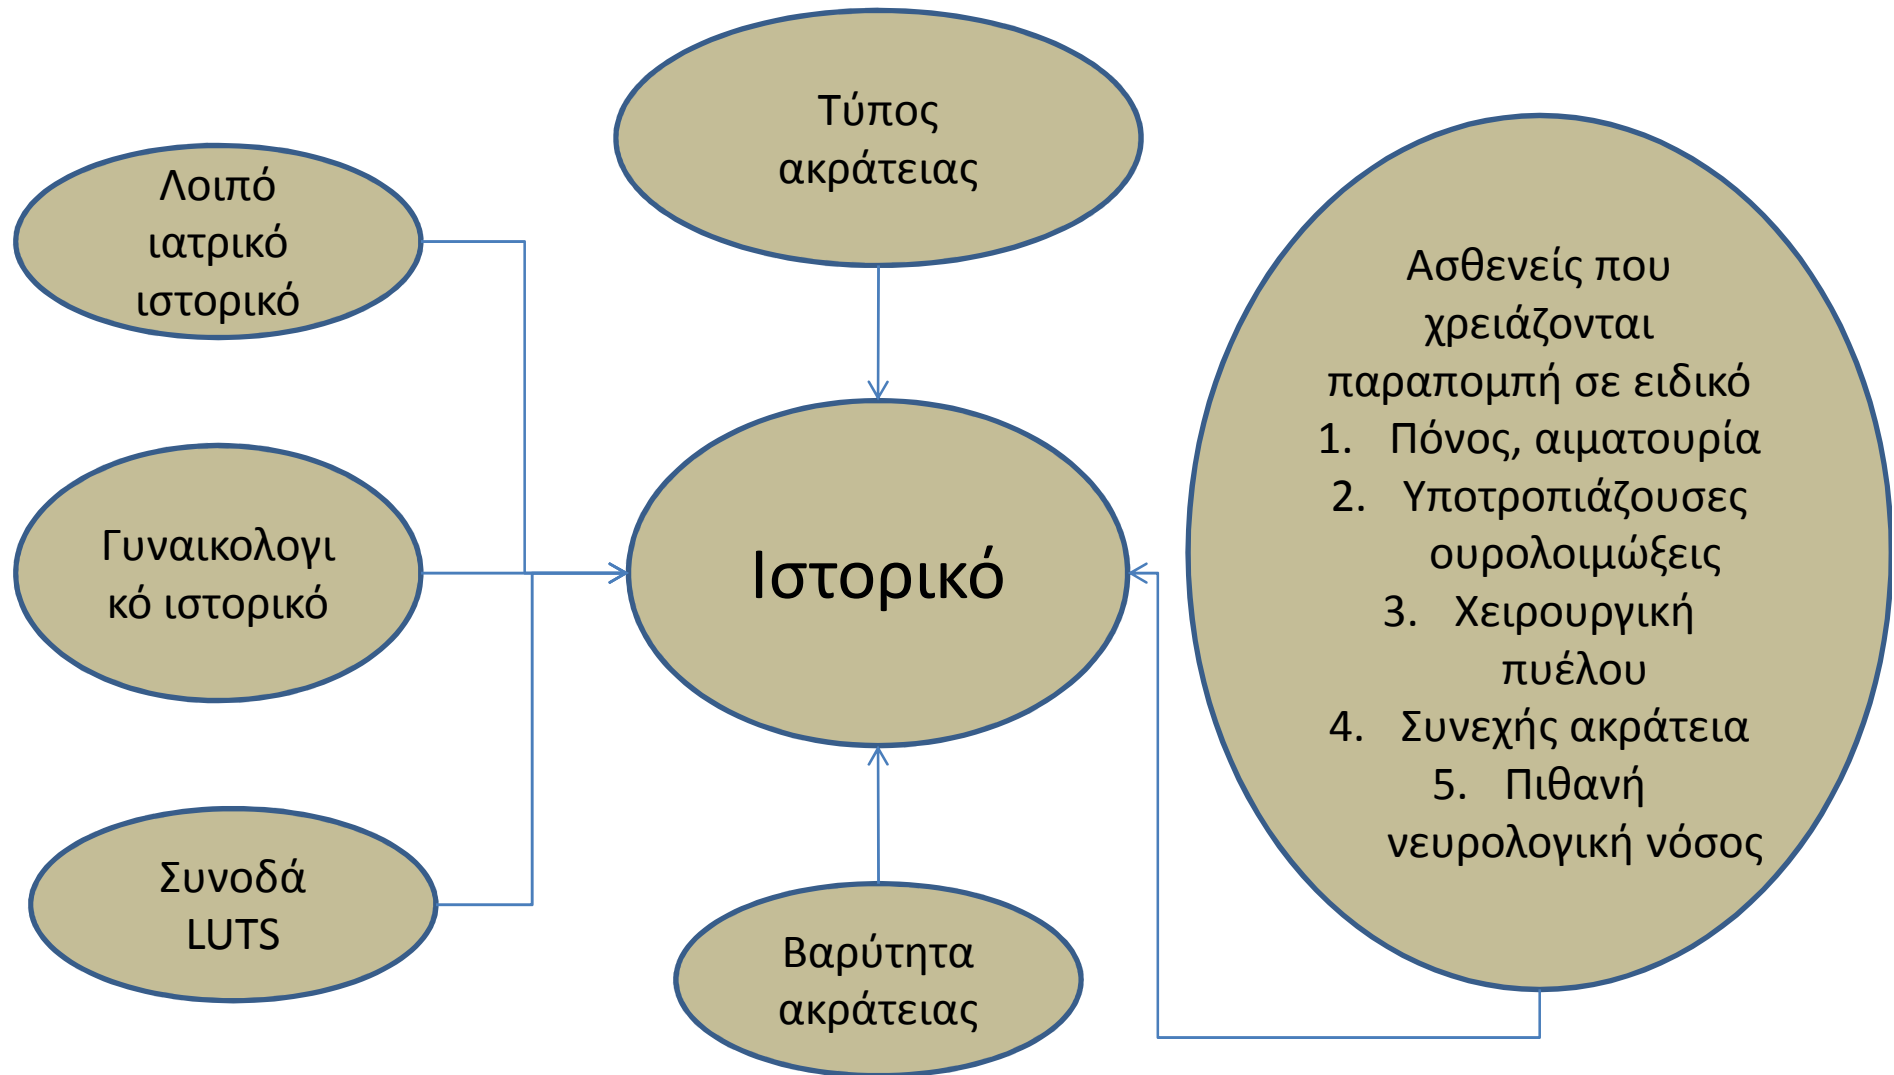 Τύπος
ακράτειας
Λοιπό
ιατρικό
ιστορικό
Γυναικολογι
κό ιστορικό
Συνοδά
LUTS
Ιστορικό
Βαρύτητα
ακράτειας
Ασθενείς που
χρειάζονται
παραπομπή σε ειδικό
1. Πόνος, αιματουρία
2. Υποτροπιάζουσες
ουρολοιμώξεις
3. Χειρουργική
πυέλου
4. Συνεχής ακράτεια
5. Πιθανή
νευρολογική νόσος